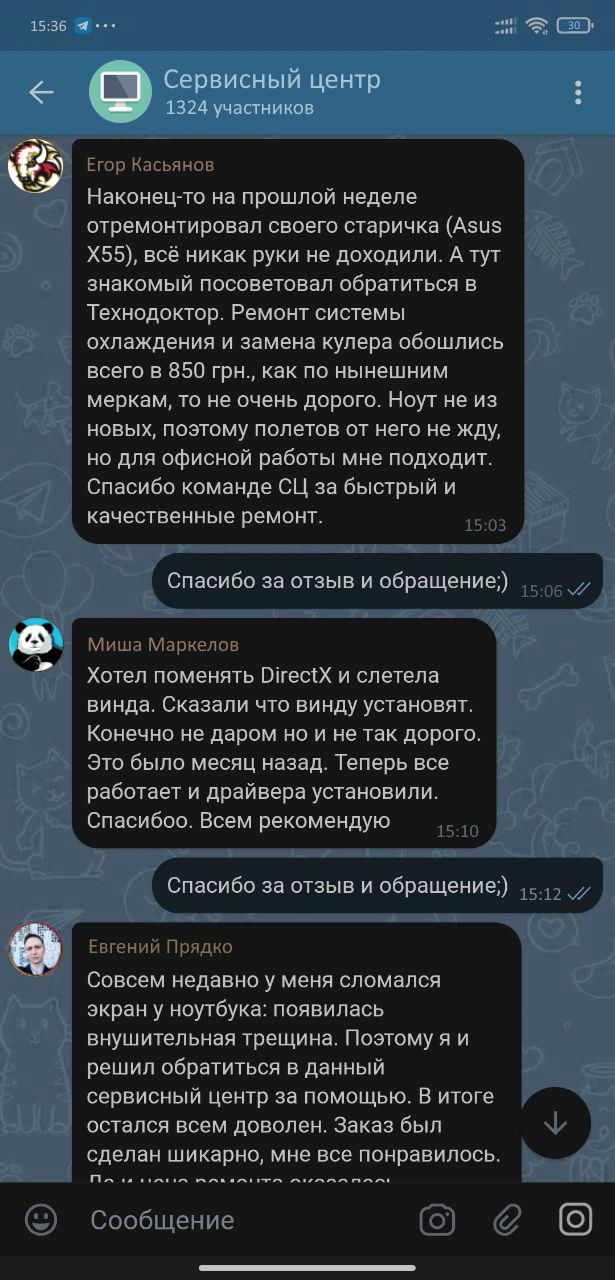 15:36
30
Сервисный центр
1324 участников
Егор Касьянов
Наконец-то на прошлой неделе
отремонтировал своего старичка (Asus
X55), всё никак руки не доходили. А тут
знакомый посоветовал обратиться в
Технодоктор. Ремонт системы
охлаждения и замена кулера обошлись
всего в 850 грн., как по нынешним
меркам, то не очень дорого. Ноут не из
новых, поэтому полетов от него не жду,
но для офисной работы мне подходит.
Спасибо команде СЦ за быстрый и
качественные ремонт.
15:03
Спасибо за отзыв и обращение;)
15:06
Миша Маркелов
Хотел поменять DirectX и слетела
винда. Сказали что винду установят.
Конечно не даром но и не так дорого.
Это было месяц назад. Теперь все
работает и драйвера установили.
Спасибоо. Всем рекомендую
15:10
Спасибо за отзыв и обращение;)
15:12
Евгений Прядко
Совсем недавно у меня сломался
экран у ноутбука: появилась
внушительная трещина. Поэтому я и
решил обратиться в данный
сервисный центр за помощью. В итоге
остался всем доволен. Заказ был
сделан шикарно, мне все понравилось.
Да и цена ремонта оказалась
Сообщение